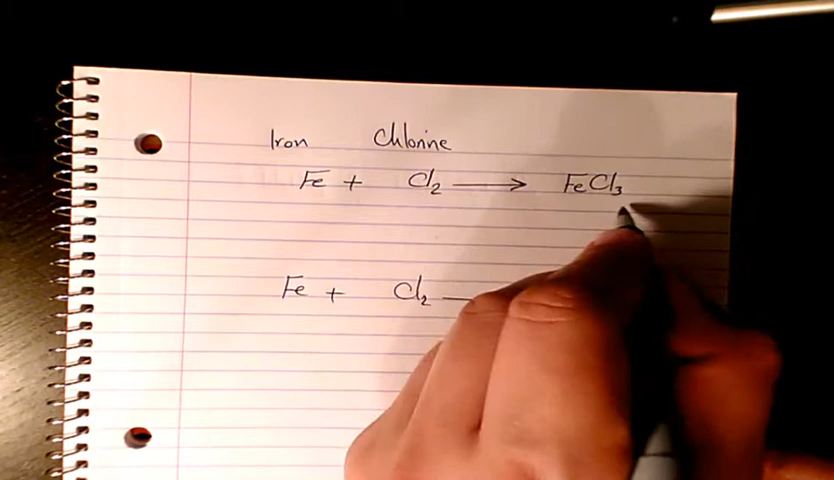 Iron Chlorine
Fe + Cl₂ ⟶ FeCl₃
Fe + Cl₂ —